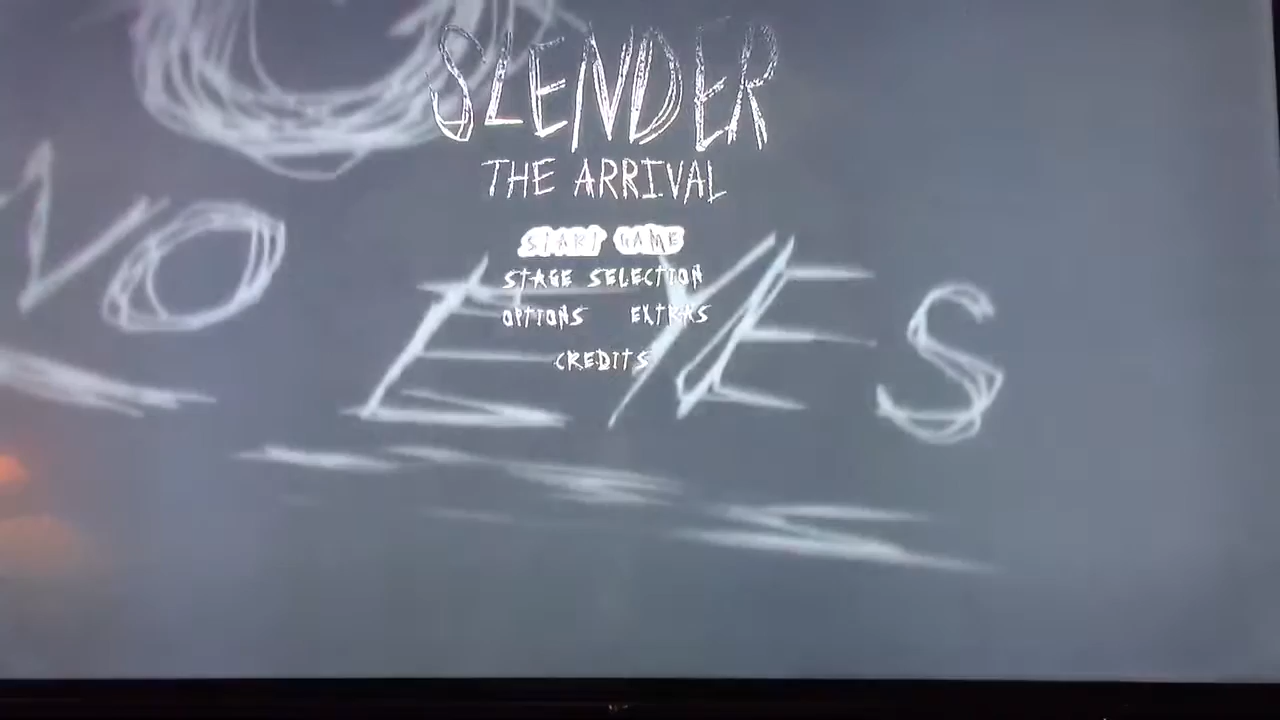 SLENDER
THE ARRIVAL
START GAME
STAGE SELECTION
OPTIONS EXTRAS
CREDITS
NO EYES